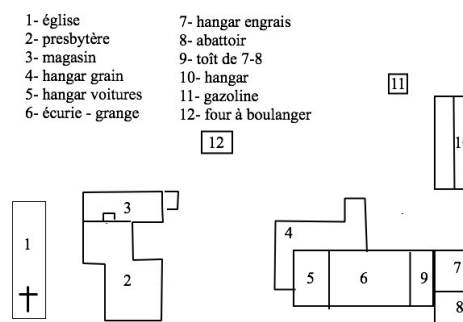 1- église
2- presbytère
3- magasin
4- hangar grain
5- hangar voitures
6- écurie - grange
7- hangar engrais
8- abattoir
9- toît de 7-8
10- hangar
11- gazoline
12- four à boulanger
11
12
10
3
1
4
2
5
6
9
7
8